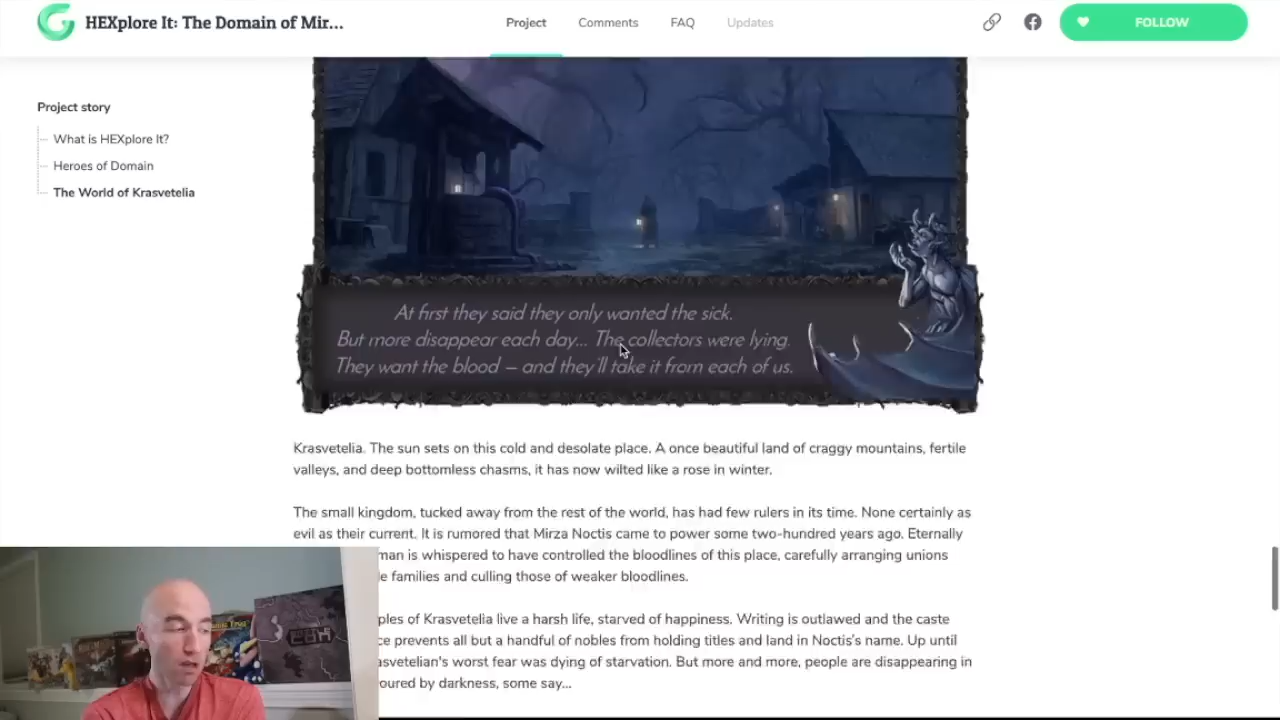 HEXplore It: The Domain of Mir...
Project
Comments
FAQ
Updates
FOLLOW
Project story
What is HEXplore It?
Heroes of Domain
The World of Krasvetelia
At first they said they only wanted the sick.
But more disappear each day... The collectors were lying.
They want the blood – and they'll take it from each of us.
Krasvetelia. The sun sets on this cold and desolate place. A once beautiful land of craggy mountains, fertile
valleys, and deep bottomless chasms, it has now wilted like a rose in winter.
The small kingdom, tucked away from the rest of the world, has had few rulers in its time. None certainly as
evil as their current. It is rumored that Mirza Noctis came to power some two-hundred years ago. Eternally
man is whispered to have controlled the bloodlines of this place, carefully arranging unions
families and culling those of weaker bloodlines.
of Krasvetelia live a harsh life, starved of happiness. Writing is outlawed and the caste
prevents all but a handful of nobles from holding titles and land in Noctis's name. Up until
worst fear was dying of starvation. But more and more, people are disappearing in
by darkness, some say...